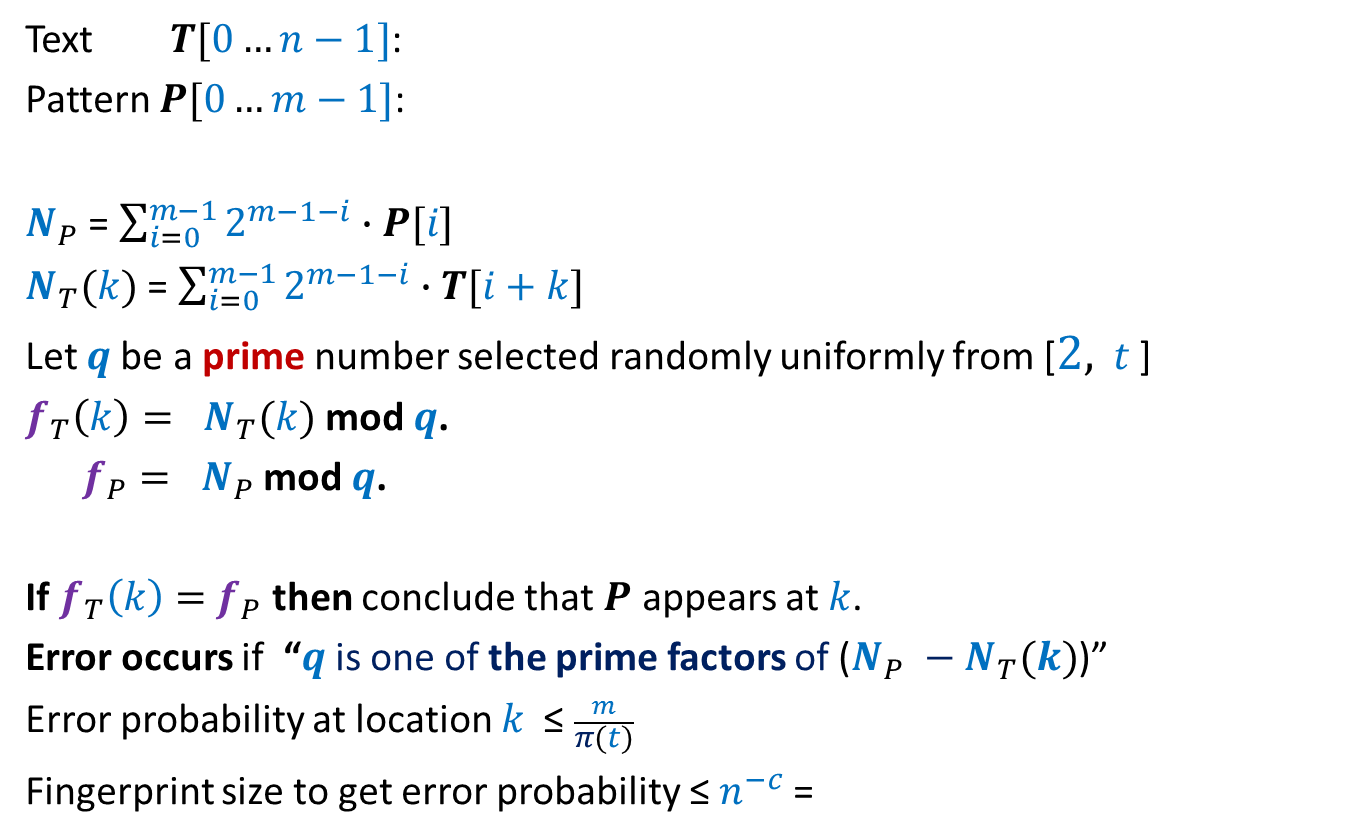 Text T[0 … n − 1]:
Pattern P[0 … m − 1]:
N_P = ∑_{i=0}^{m−1} 2^{m−1−i} · P[i]
N_T(k) = ∑_{i=0}^{m−1} 2^{m−1−i} · T[i + k]
Let q be a prime number selected randomly uniformly from [2, t ]
f_T(k) = N_T(k) mod q.
f_P = N_P mod q.
If f_T(k) = f_P then conclude that P appears at k.
Error occurs if “q is one of the prime factors of (N_P − N_T(k))”
Error probability at location k ≤ m/π(t)
Fingerprint size to get error probability ≤ n^{−c} =